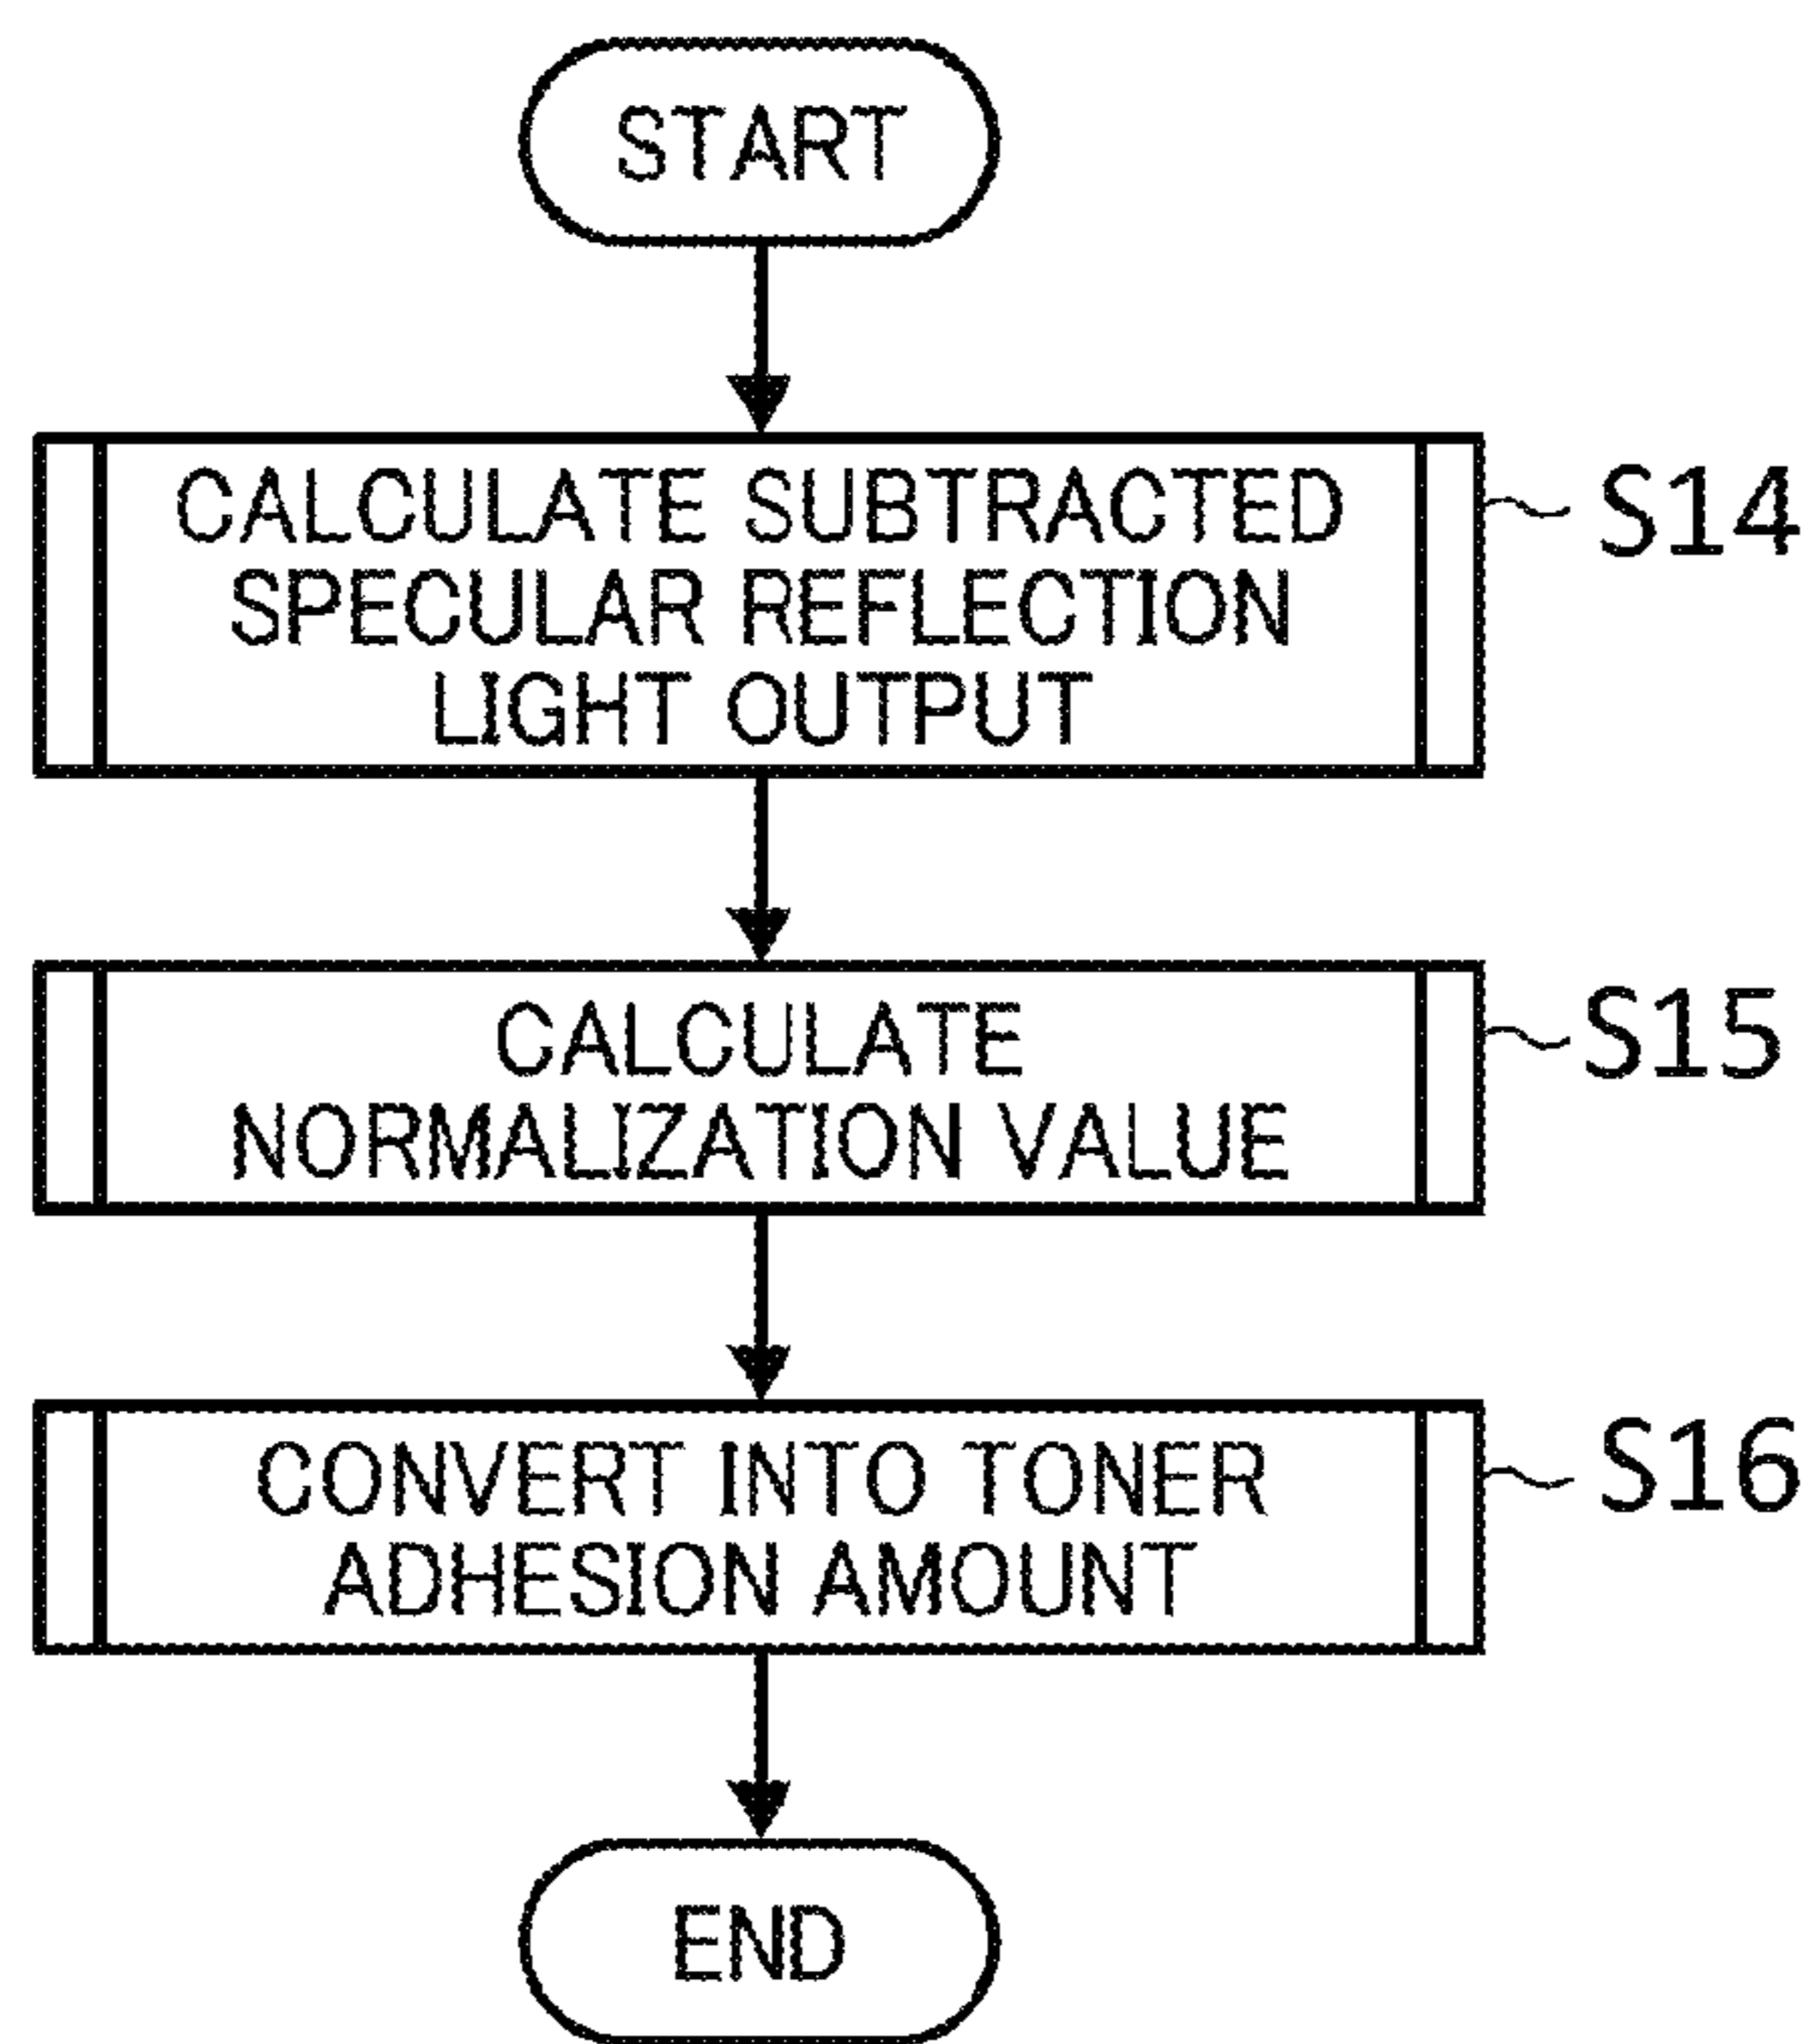 START
CALCULATE SUBTRACTED
SPECULAR REFLECTION
LIGHT OUTPUT
S14
CALCULATE
NORMALIZATION VALUE
S15
CONVERT INTO TONER
ADHESION AMOUNT
S16
END